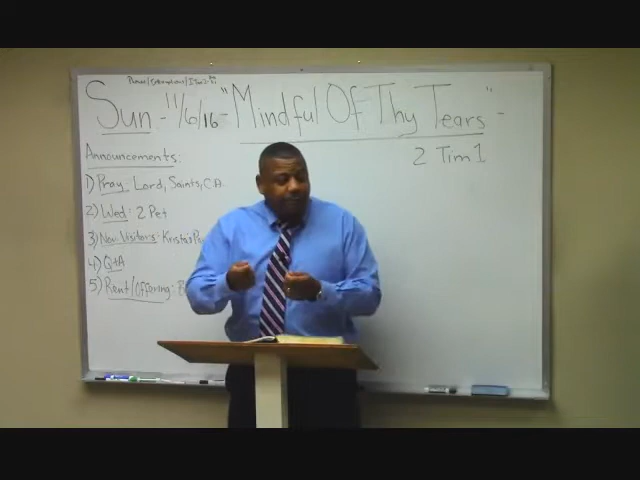 Sun - 11/6/16 - "Mindful Of Thy Tears" -
2 Tim 1
Announcements:
1) Pray: Lord, Saints, C.A.
2) Wed: 2 Pet
3) New Visitors:
4) Q+A
5) Rent/Offering: